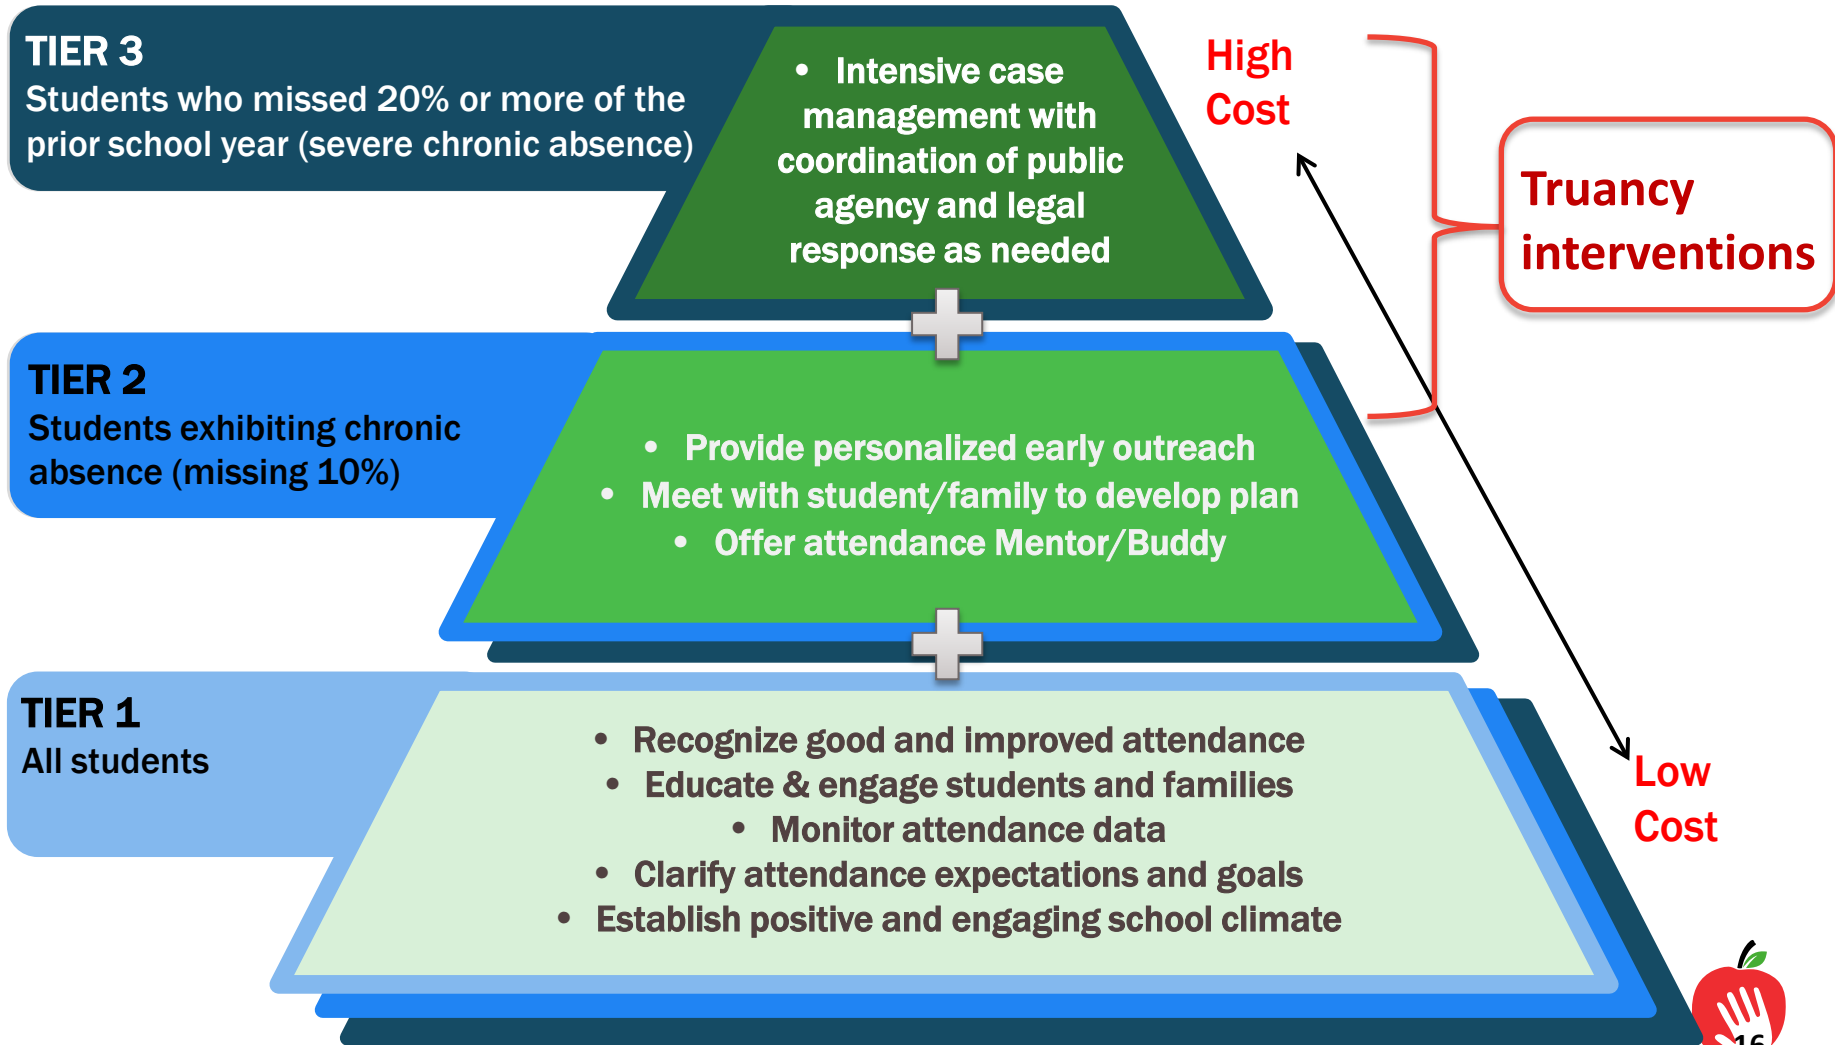 TIER 3
Students who missed 20% or more of the
prior school year (severe chronic absence)
• Intensive case
management with
coordination of public
agency and legal
response as needed
High
Cost
Truancy
interventions
TIER 2
Students exhibiting chronic
absence (missing 10%)
• Provide personalized early outreach
• Meet with student/family to develop plan
• Offer attendance Mentor/Buddy
TIER 1
All students
• Recognize good and improved attendance
• Educate & engage students and families
• Monitor attendance data
• Clarify attendance expectations and goals
• Establish positive and engaging school climate
Low
Cost
16